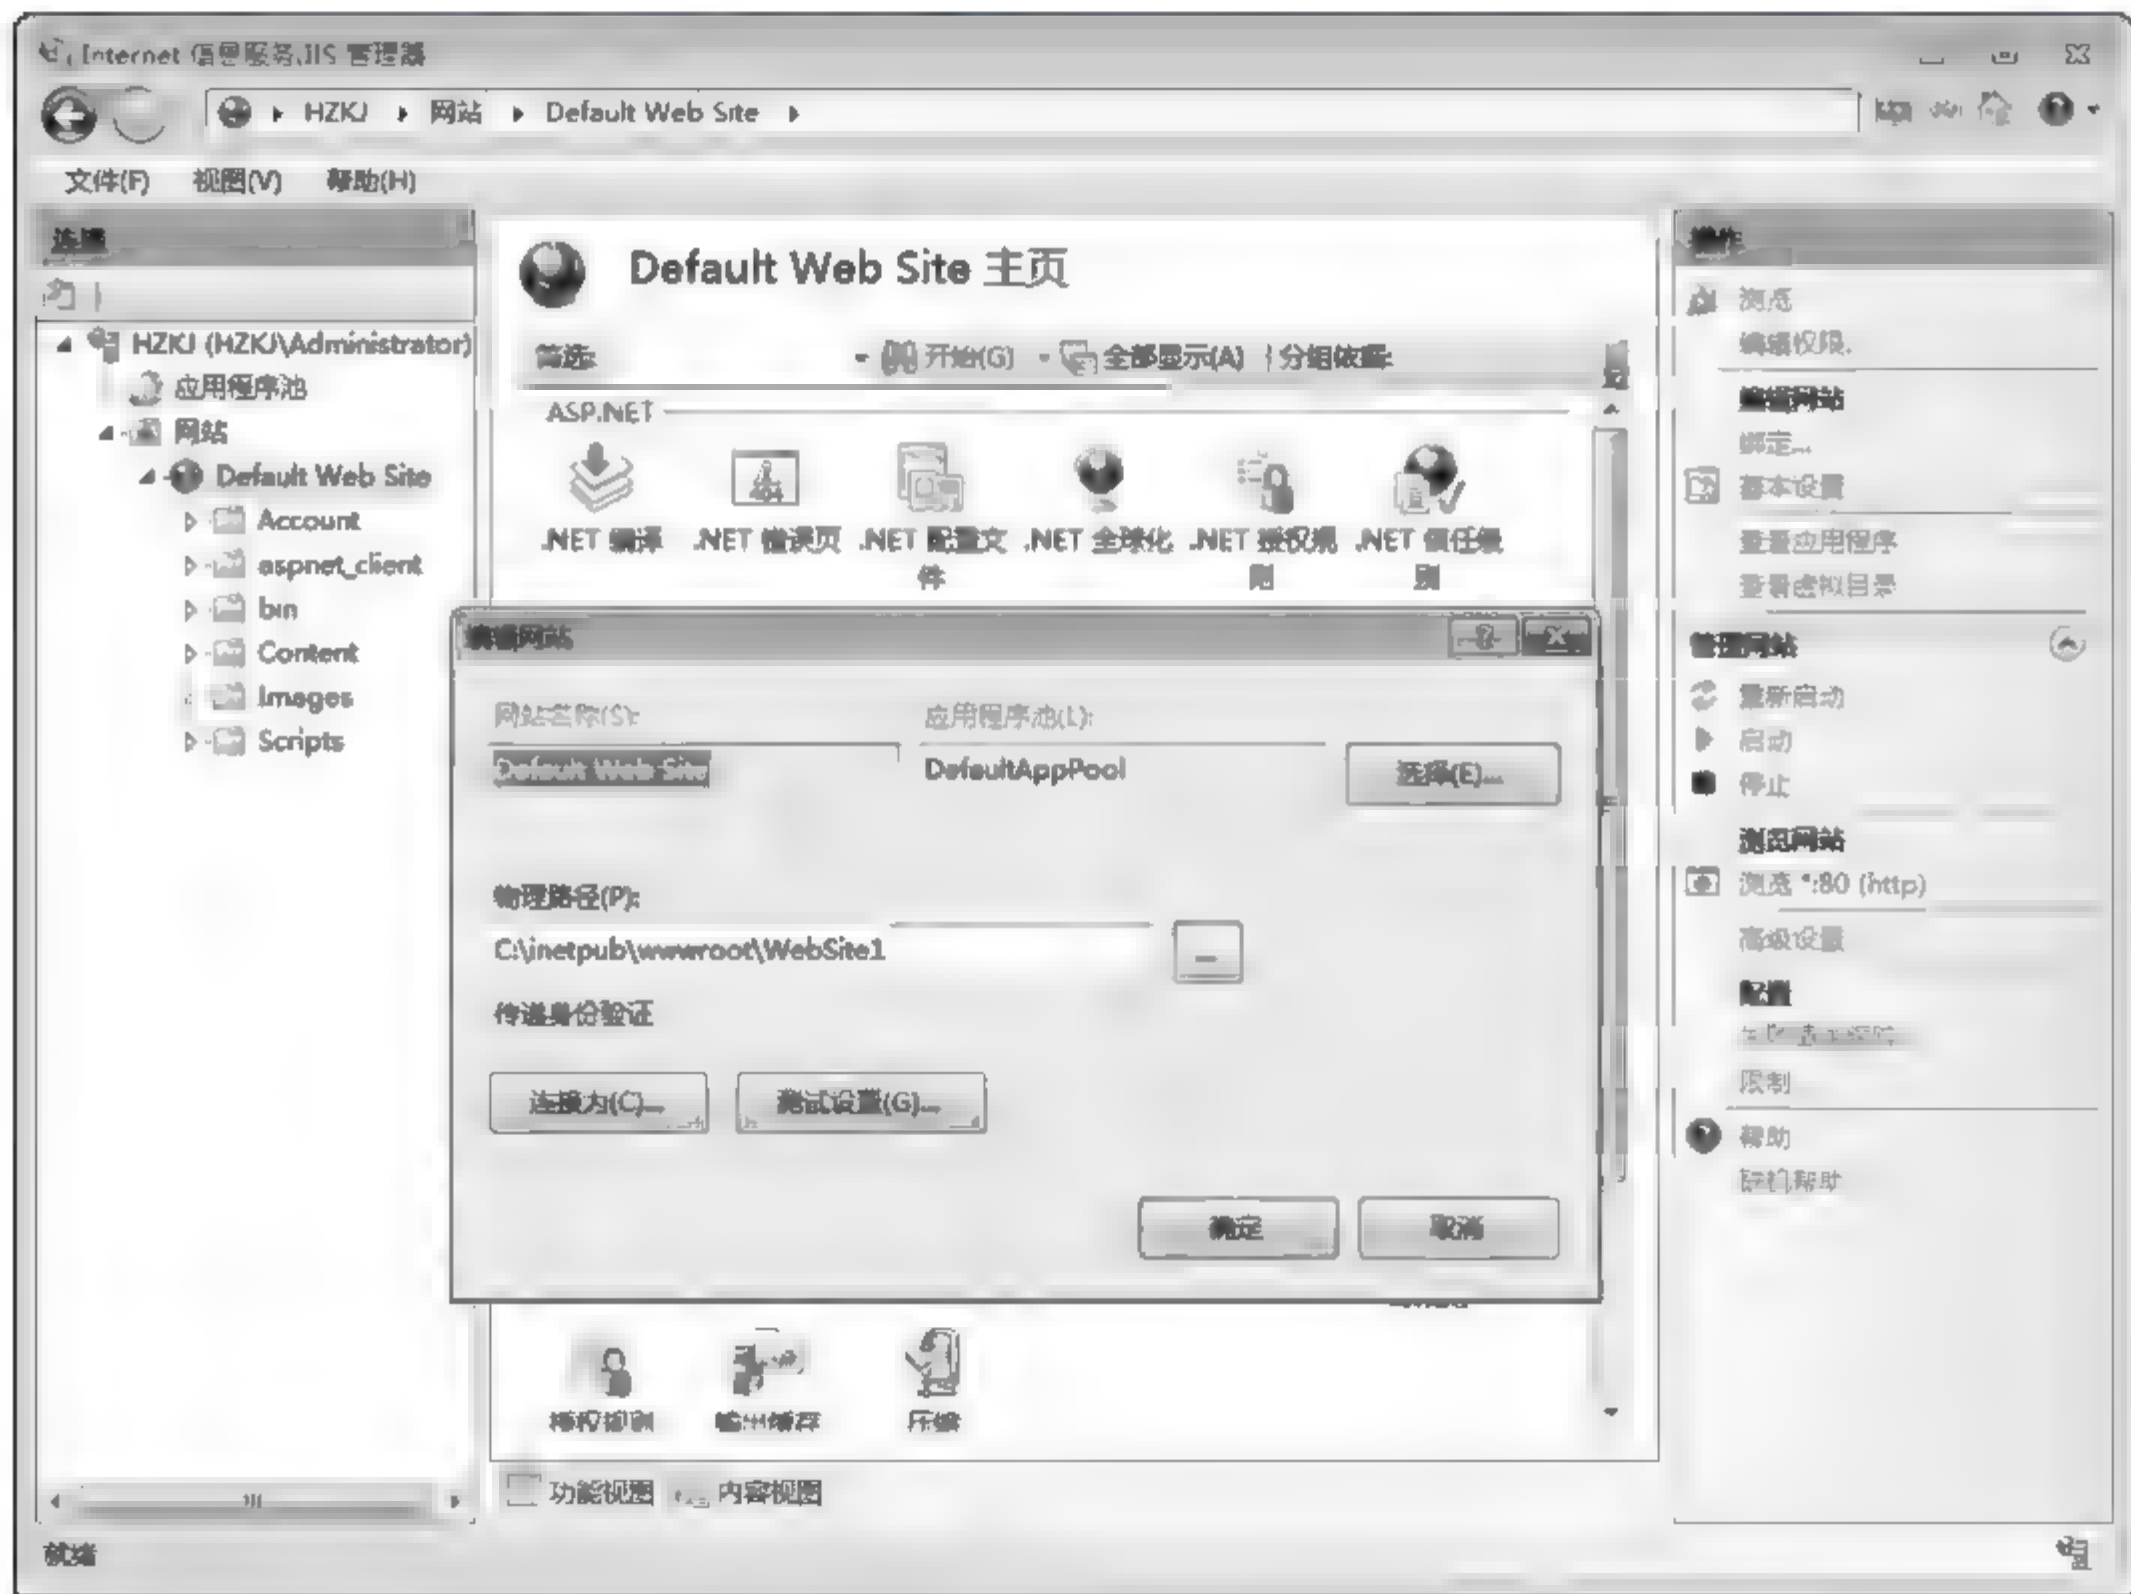 Internet 信息服务(IIS)管理器
HZKJ 网站 Default Web Site
文件(F) 视图(V) 帮助(H)
连接
HZKJ (HZKJ\Administrator)
应用程序池
网站
Default Web Site
Account
aspnet_client
bin
Content
Images
Scripts
Default Web Site 主页
筛选: 开始(G) 全部显示(A) 分组依据:
ASP.NET
404
.NET 编译 .NET 错误页 .NET 配置文件 .NET 全球化 .NET 授权规则 .NET 信任级别
编辑网站
网站名称(S): 应用程序池(L):
Default Web Site DefaultAppPool 选择(E)...
物理路径(P):
C:\inetpub\wwwroot\WebSite1 ...
传递身份验证
连接为(C)... 测试设置(G)...
确定 取消
授权规则 输出缓存 压缩
功能视图 内容视图
操作
浏览
编辑权限...
编辑网站
绑定...
基本设置
查看应用程序
查看虚拟目录
管理网站
重新启动
启动
停止
浏览网站
浏览 *:80 (http)
高级设置
配置
限制
帮助
联机帮助
就绪